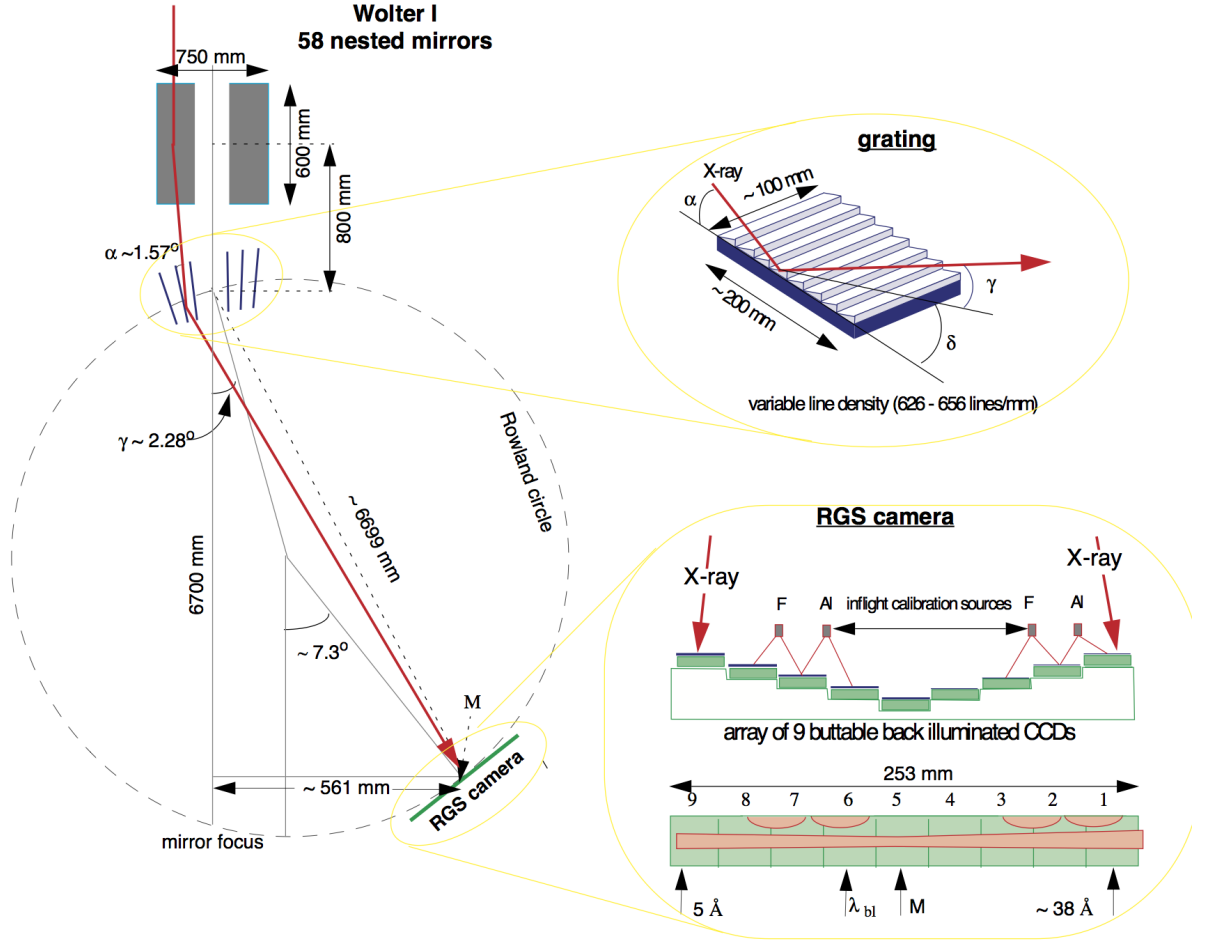 Wolter I
58 nested mirrors
750 mm
600 mm
800 mm
α ~1.57°
γ ~ 2.28°
Rowland circle
~ 6699 mm
6700 mm
~ 7.3°
M
~ 561 mm
RGS camera
mirror focus
grating
X-ray
~ 100 mm
α
~ 200 mm
γ
δ
variable line density (626 - 656 lines/mm)
RGS camera
X-ray
X-ray
F
Al
inflight calibration sources
F
Al
array of 9 buttable back illuminated CCDs
253 mm
9 8 7 6 5 4 3 2 1
5 Å
λ bl
M
~ 38 Å